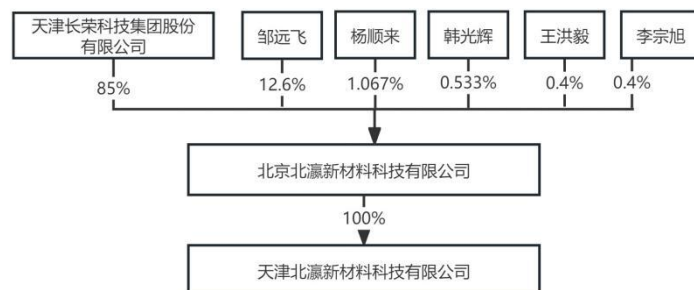 天津长荣科技集团股份
有限公司
邹远飞
杨顺来
韩光辉
王洪毅
李宗旭
85%
12.6%
1.067%
0.533%
0.4%
0.4%
北京北瀛新材料科技有限公司
100%
天津北瀛新材料科技有限公司